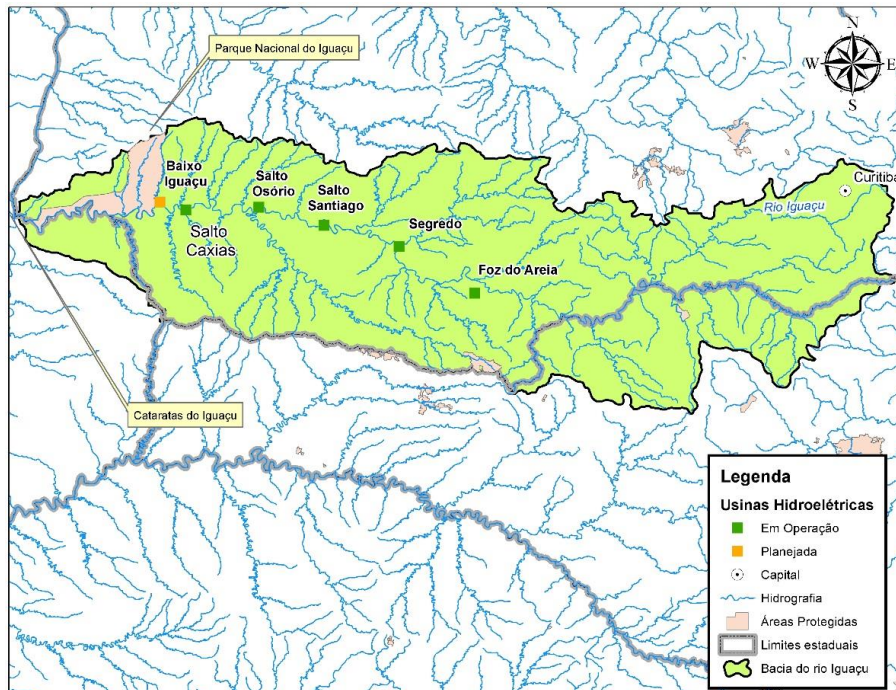 Parque Nacional do Iguaçu
N
W
E
S
Baixo
Iguaçu
Salto
Osório
Salto
Santiago
Salto
Caxias
Segredo
Foz do Areia
Curitiba
Rio Iguaçu
Cataratas do Iguaçu
Legenda
Usinas Hidroelétricas
Em Operação
Planejada
Capital
Hidrografia
Áreas Protegidas
Limites estaduais
Bacia do rio Iguaçu